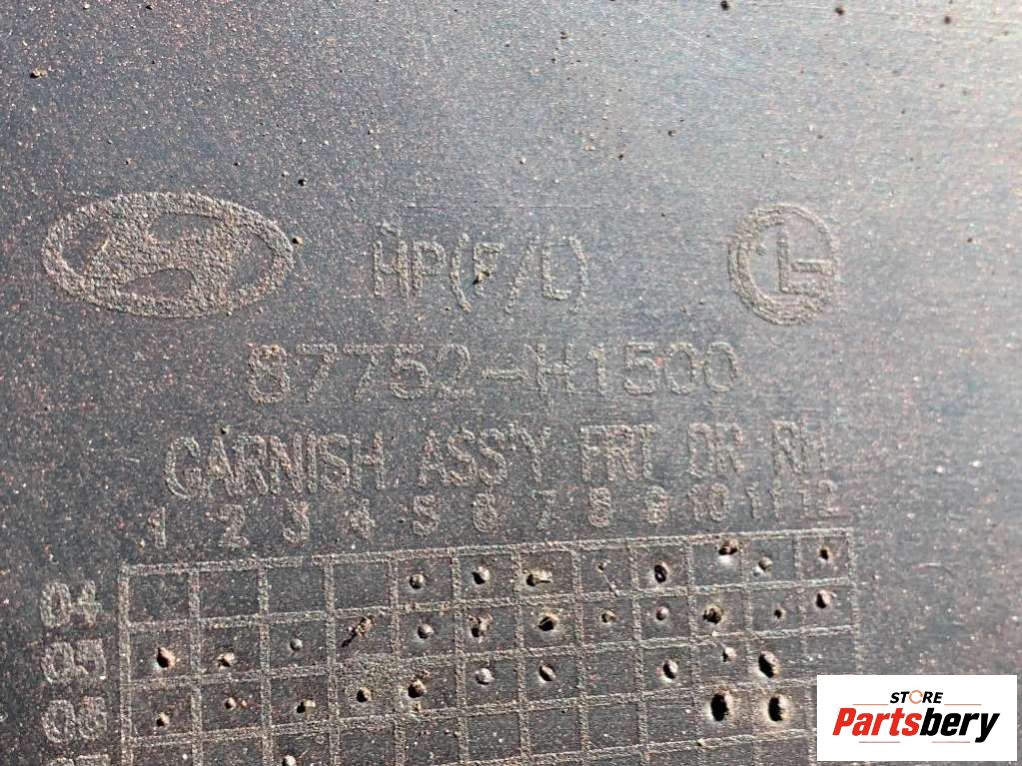 HP(F/L)
L
87752-H1500
GARNISH ASS'Y FRT DR RH
1 2 3 4 5 6 7 8 9 10 11 12
04
05
06
07
STORE
Partsbery